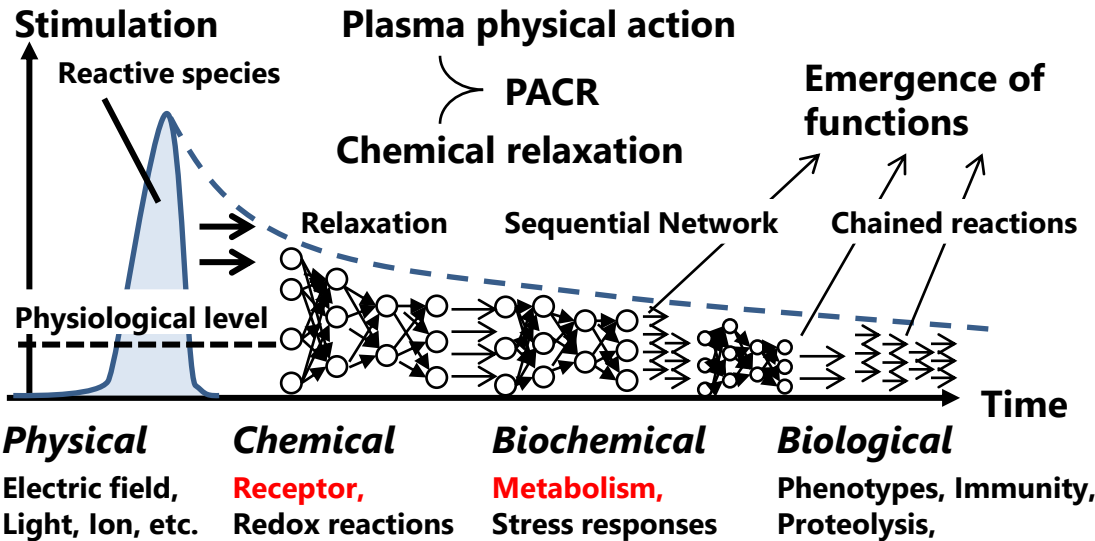 Stimulation
Plasma physical action
Reactive species
PACR
Emergence of
functions
Chemical relaxation
Relaxation
Sequential Network
Chained reactions
Physiological level
Time
Physical
Chemical
Biochemical
Biological
Electric field,
Light, Ion, etc.
Receptor,
Redox reactions
Metabolism,
Stress responses
Phenotypes, Immunity,
Proteolysis,